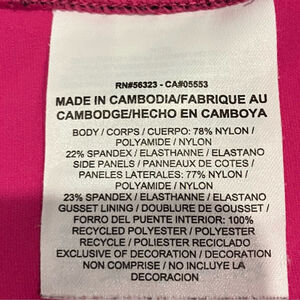 RN#56323 - CA#05553
MADE IN CAMBODIA/FABRIQUE AU
CAMBODGE/HECHO EN CAMBOYA
BODY / CORPS / CUERPO: 78% NYLON /
POLYAMIDE / NYLON
22% SPANDEX / ELASTHANNE / ELASTANO
SIDE PANELS / PANNEAUX DE COTES /
PANELES LATERALES: 77% NYLON /
POLYAMIDE / NYLON
23% SPANDEX / ELASTHANNE / ELASTANO
GUSSET LINING / DOUBLURE DE GOUSSET /
FORRO DEL PUENTE INTERIOR: 100%
RECYCLED POLYESTER / POLYESTER
RECYCLE / POLIESTER RECICLADO
EXCLUSIVE OF DECORATION / DECORATION
NON COMPRISE / NO INCLUYE LA
DECORACION